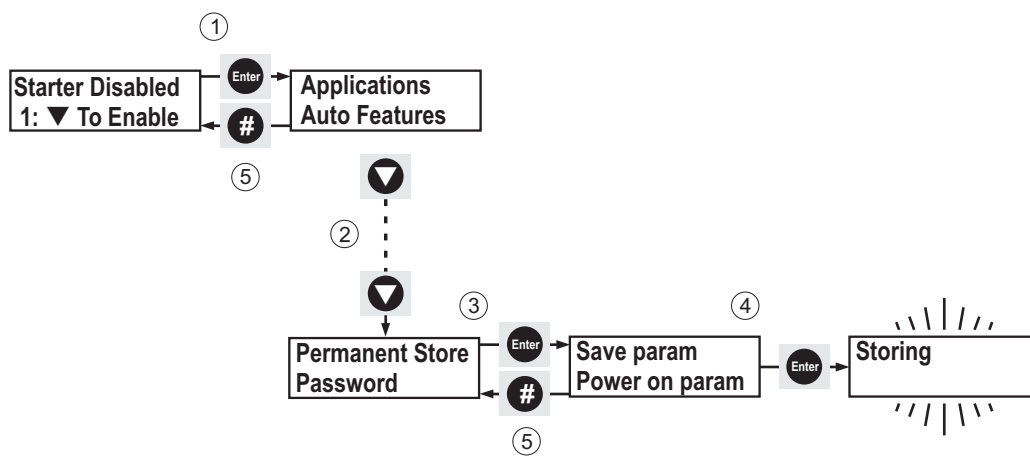 ①
Starter Disabled
1: ▼ To Enable
Enter
#
Applications
Auto Features
⑤
②
③
④
Permanent Store
Password
Enter
#
Save param
Power on param
Enter
Storing
⑤